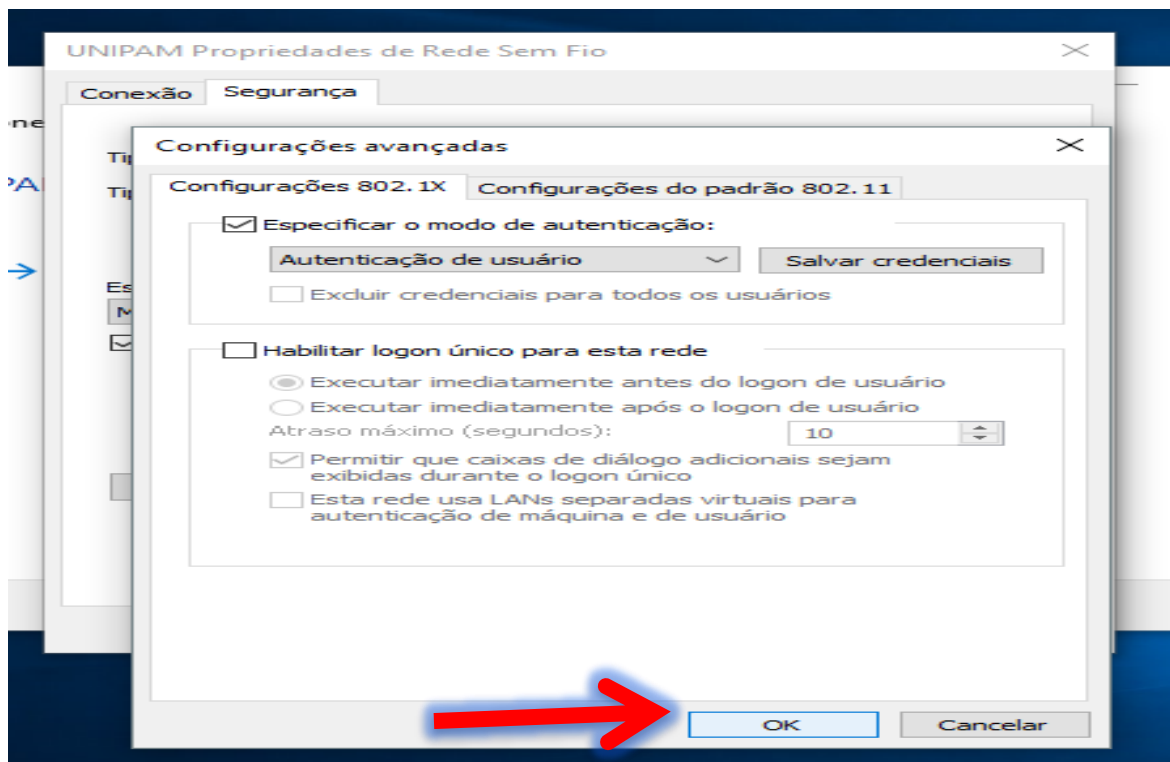 UNIPAM Propriedades de Rede Sem Fio
Conexão Segurança
Configurações avançadas
Configurações 802.1X Configurações do padrão 802.11
Especificar o modo de autenticação:
Autenticação de usuário Salvar credenciais
Excluir credenciais para todos os usuários
Habilitar logon único para esta rede
Executar imediatamente antes do logon de usuário
Executar imediatamente após o logon de usuário
Atraso máximo (segundos): 10
Permitir que caixas de diálogo adicionais sejam
exibidas durante o logon único
Esta rede usa LANs separadas virtuais para
autenticação de máquina e de usuário
OK Cancelar